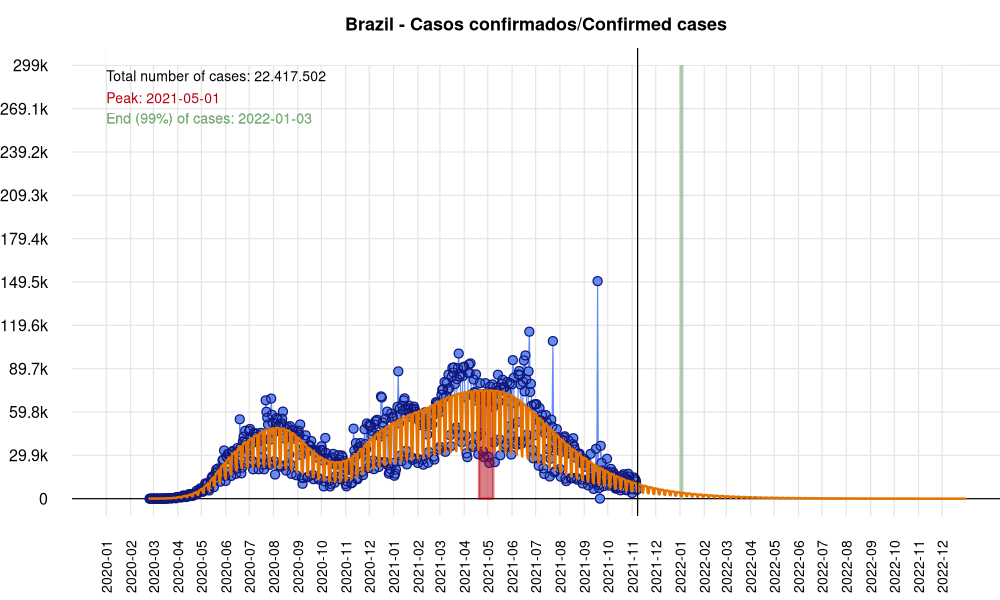 Brazil - Casos confirmados/Confirmed cases
299k
269.1k
239.2k
209.3k
179.4k
149.5k
119.6k
89.7k
59.8k
29.9k
0
Total number of cases: 22.417.502
Peak: 2021-05-01
End (99%) of cases: 2022-01-03
2020-01
2020-02
2020-03
2020-04
2020-05
2020-06
2020-07
2020-08
2020-09
2020-10
2020-11
2020-12
2021-01
2021-02
2021-03
2021-04
2021-05
2021-06
2021-07
2021-08
2021-09
2021-10
2021-11
2021-12
2022-01
2022-02
2022-03
2022-04
2022-05
2022-06
2022-07
2022-08
2022-09
2022-10
2022-11
2022-12